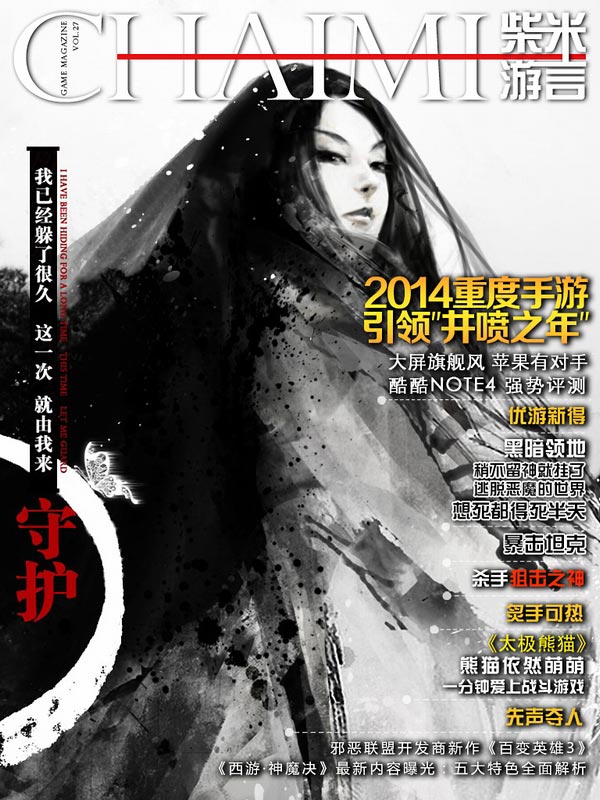 CHAIMI
柴米
游言
GAME MAGAZINE
VOL.27
我已经躲了很久 这一次 就由我来
守护
I HAVE BEEN HIDING FOR A LONG TIME THIS TIME LET ME GUARD
2014重度手游
引领"井喷之年"
大屏旗舰风 苹果有对手
酷酷NOTE4 强势评测
优游新得
黑暗领地
稍不留神就挂了
逃脱恶魔的世界
想死都得死半天
暴击坦克
杀手狙击之神
炙手可热
《太极熊猫》
熊猫依然萌萌
一分钟爱上战斗游戏
先声夺人
邪恶联盟开发商新作《百变英雄3》
《西游·神魔决》最新内容曝光：五大特色全面解析